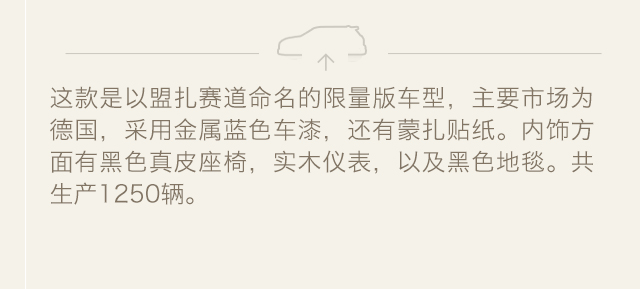 这款是以盟扎赛道命名的限量版车型，主要市场为
德国，采用金属蓝色车漆，还有蒙扎贴纸。内饰方
面有黑色真皮座椅，实木仪表，以及黑色地毯。共
生产1250辆。